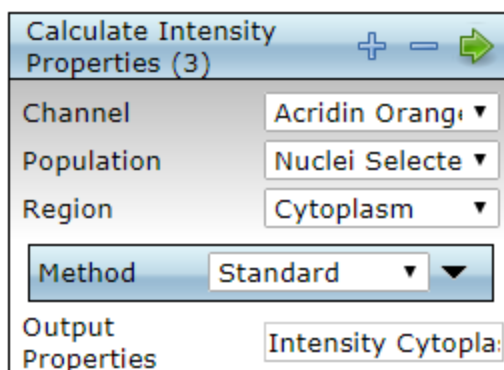 Calculate Intensity
Properties (3)
Channel Acridin Orang
Population Nuclei Selecte
Region Cytoplasm
Method Standard
Output
Properties Intensity Cytopla